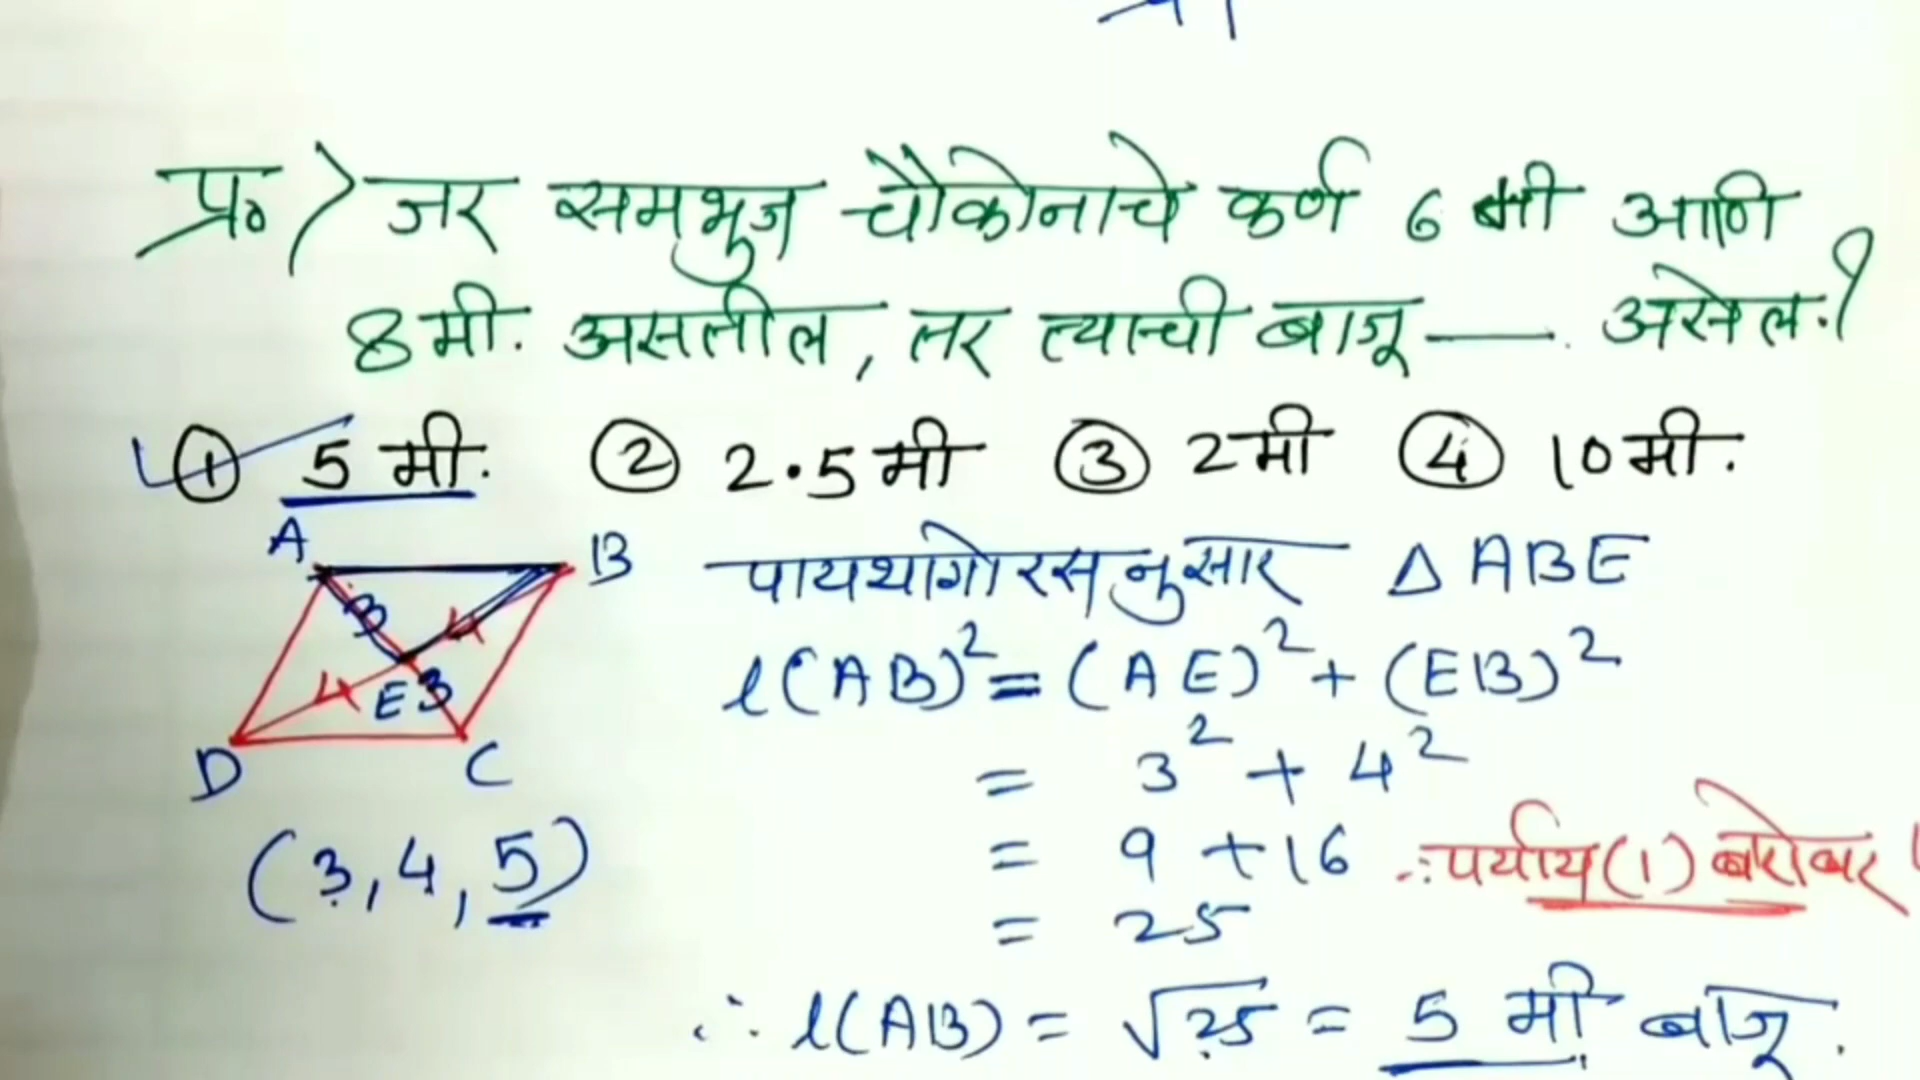 प्र.> जर समभुज चौकोनाचे कर्ण 6 मी आणि
8 मी. असतील, तर त्याची बाजू —. असेल.?
① 5 मी. ② 2.5 मी ③ 2 मी ④ 10 मी.
A B
3 4
4 E 3
D C
(3, 4, 5)
पायथागोरसनुसार △ ABE
l(AB)² = (AE)² + (EB)²
= 3² + 4²
= 9 + 16 ∴ पर्याय (1) बरोबर
= 25
∴ l(AB) = √25 = 5 मी बाजू.